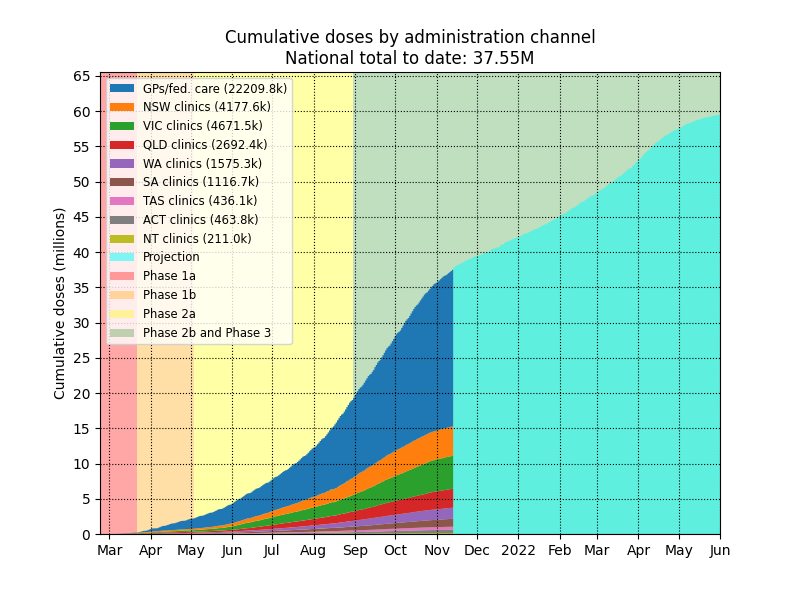 Cumulative doses by administration channel
National total to date: 37.55M
Cumulative doses (millions)
65
60
55
50
45
40
35
30
25
20
15
10
5
0
GPs/fed. care (22209.8k)
NSW clinics (4177.6k)
VIC clinics (4671.5k)
QLD clinics (2692.4k)
WA clinics (1575.3k)
SA clinics (1116.7k)
TAS clinics (436.1k)
ACT clinics (463.8k)
NT clinics (211.0k)
Projection
Phase 1a
Phase 1b
Phase 2a
Phase 2b and Phase 3
Mar Apr May Jun Jul Aug Sep Oct Nov Dec 2022 Feb Mar Apr May Jun